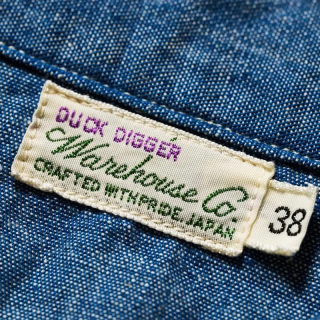 DUCK DIGGER
Warehouse Co.
CRAFTED WITH PRIDE, JAPAN
38